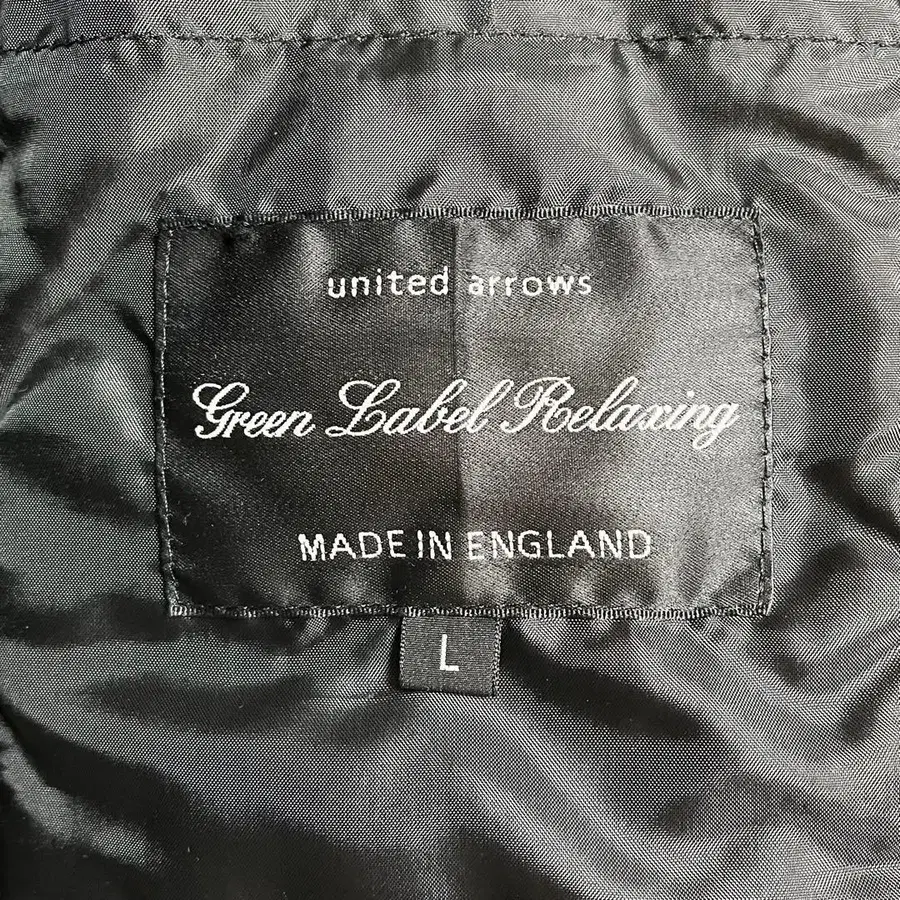 united arrows
Green Label Relaxing
MADE IN ENGLAND
L